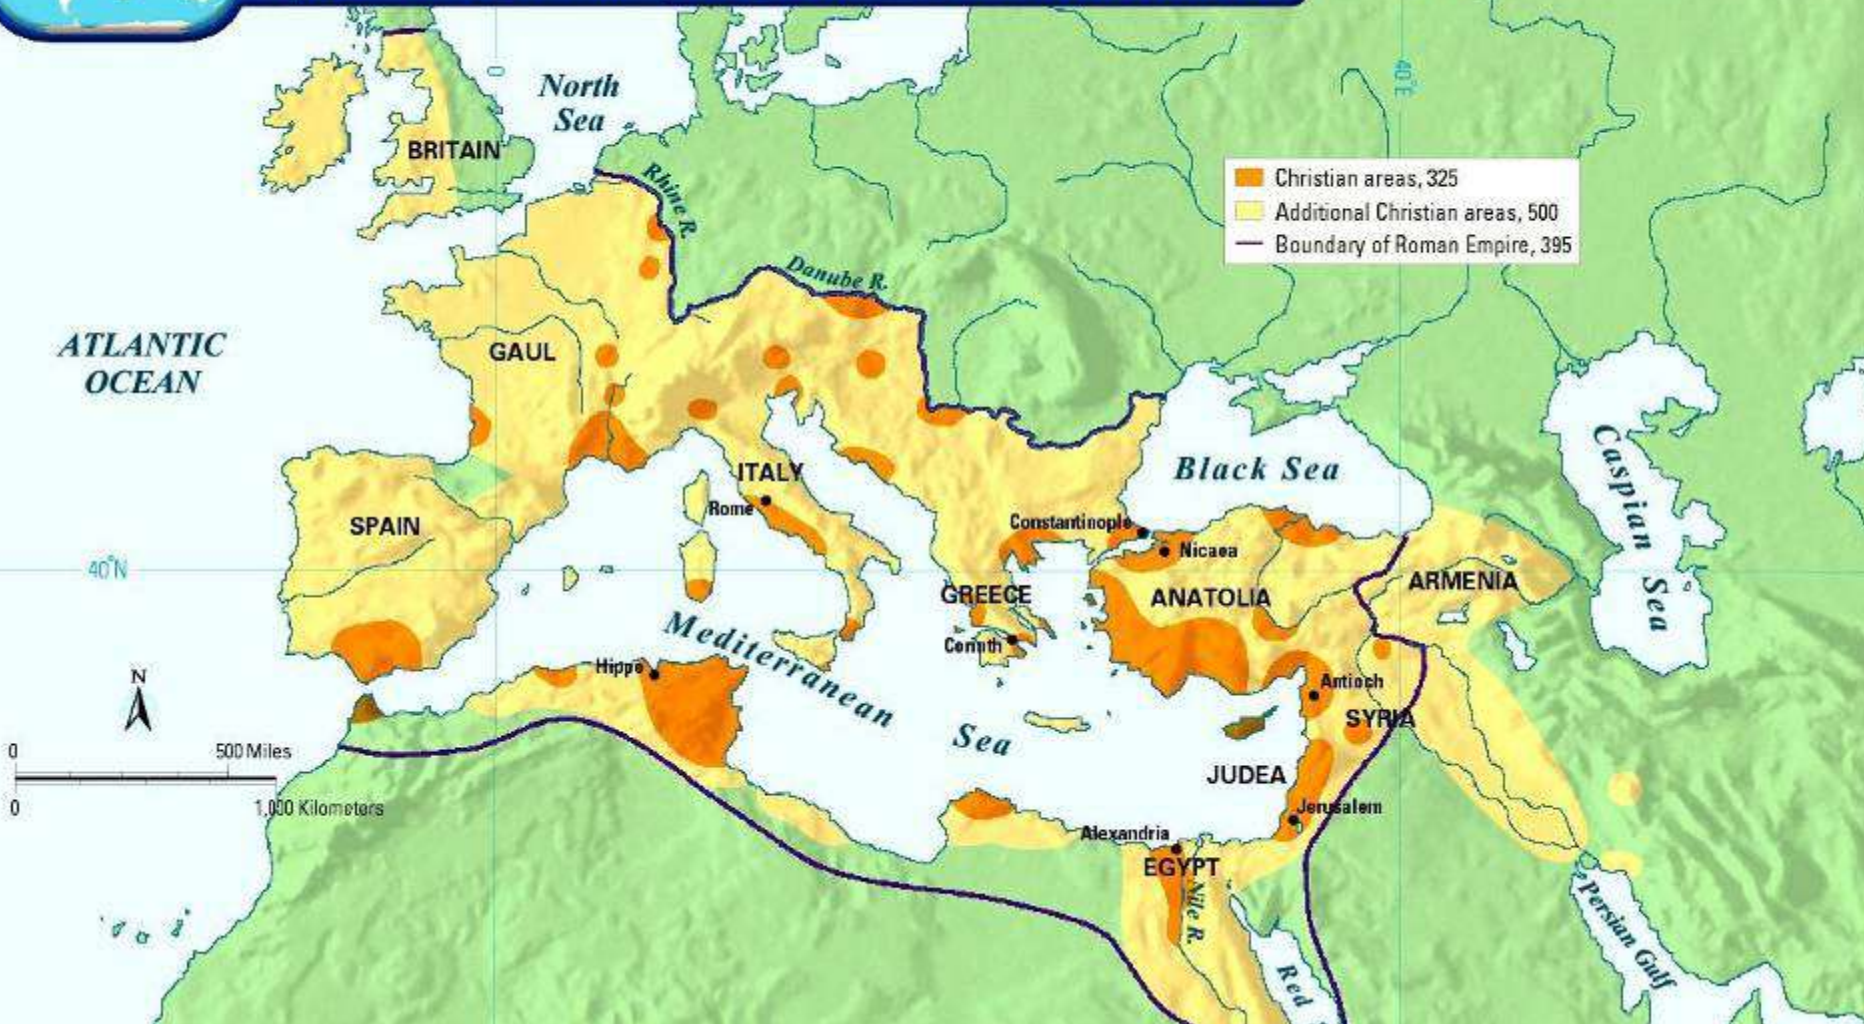 North
Sea
40°E
0
BRITAIN
Rhine R.
Christian areas, 325
Additional Christian areas, 500
Boundary of Roman Empire, 395
Danube R.
ATLANTIC
OCEAN
GAUL
Caspian Sea
ITALY
Black Sea
Rome
SPAIN
Constantinople
Nicaea
40°N
GREECE
ANATOLIA
ARMENIA
Corinth
Mediterranean Sea
Hippo
N
Antioch
SYRIA
0
500 Miles
JUDEA
0
1,000 Kilometers
Jerusalem
Alexandria
EGYPT
Nile R.
Persian Gulf
Red